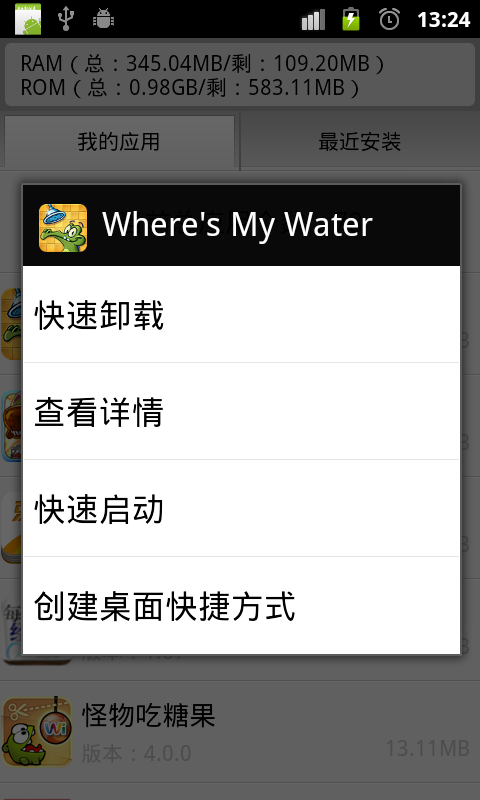 13:24
RAM（总：345.04MB/剩：109.20MB）
ROM（总：0.98GB/剩：583.11MB）
我的应用
最近安装
Where's My Water
快速卸载
查看详情
快速启动
创建桌面快捷方式
怪物吃糖果
版本：4.0.0
13.11MB